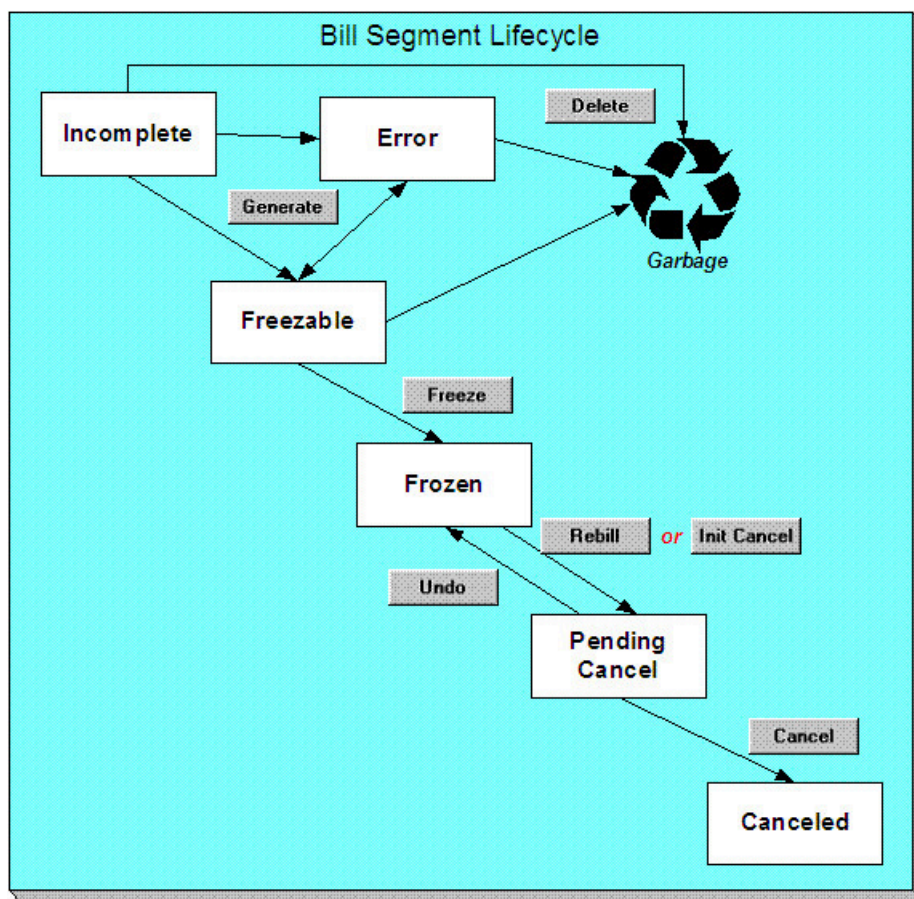 Bill Segment Lifecycle
Delete
Incomplete
Error
Generate
Garbage
Freezable
Freeze
Frozen
Rebill or Init Cancel
Undo
Pending
Cancel
Cancel
Canceled